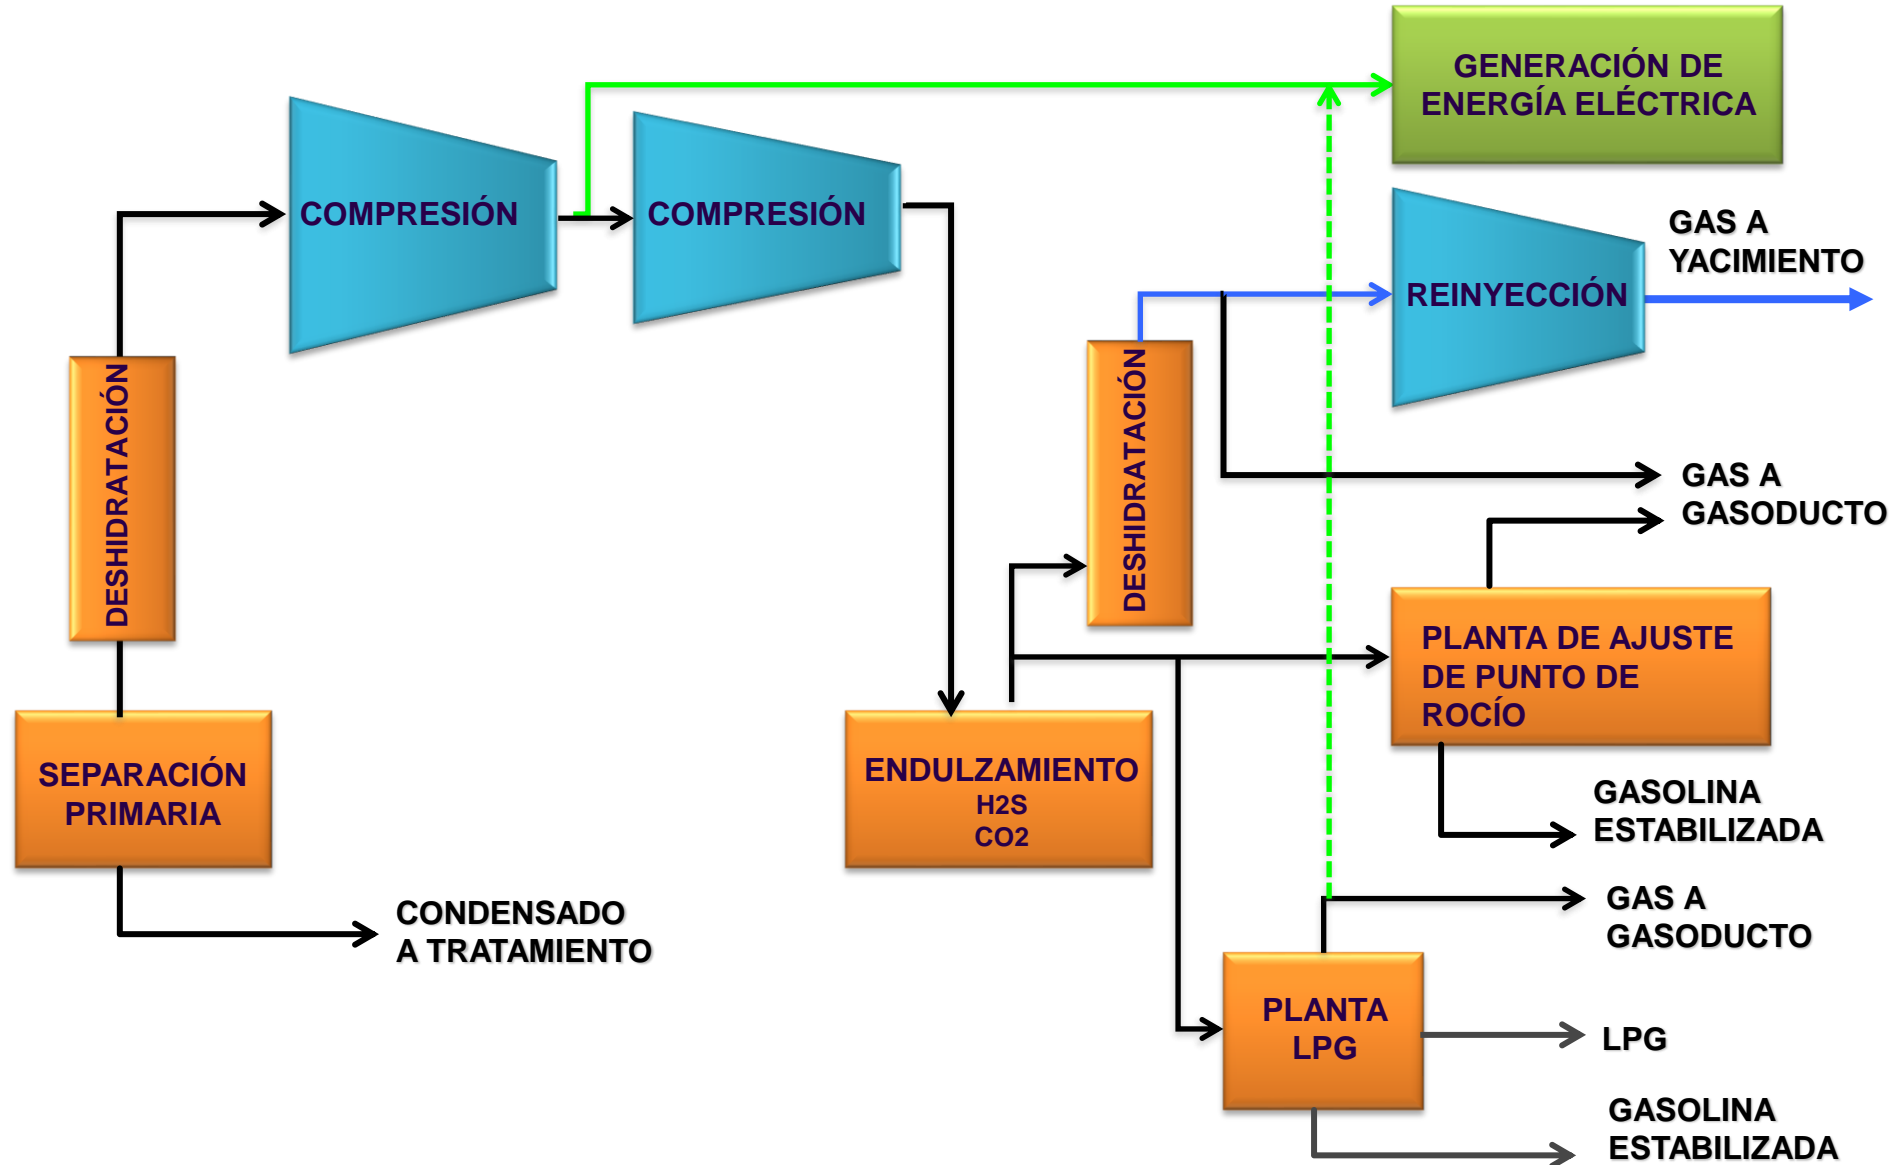 GENERACIÓN DE
ENERGÍA ELÉCTRICA
COMPRESIÓN
COMPRESIÓN
GAS A
YACIMIENTO
REINYECCIÓN
DESHIDRATACIÓN
DESHIDRATACIÓN
GAS A
GASODUCTO
PLANTA DE AJUSTE
DE PUNTO DE
ROCÍO
SEPARACIÓN
PRIMARIA
ENDULZAMIENTO
H2S
CO2
GASOLINA
ESTABILIZADA
CONDENSADO
A TRATAMIENTO
GAS A
GASODUCTO
PLANTA
LPG
LPG
GASOLINA
ESTABILIZADA